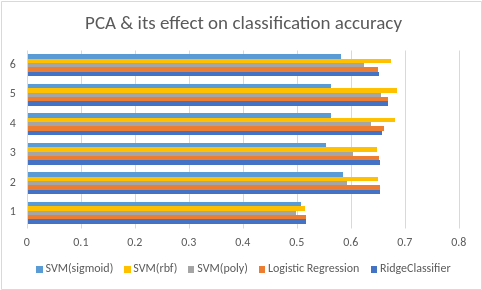 PCA & its effect on classification accuracy
6
5
4
3
2
1
0 0.1 0.2 0.3 0.4 0.5 0.6 0.7 0.8
SVM(sigmoid) SVM(rbf) SVM(poly) Logistic Regression RidgeClassifier